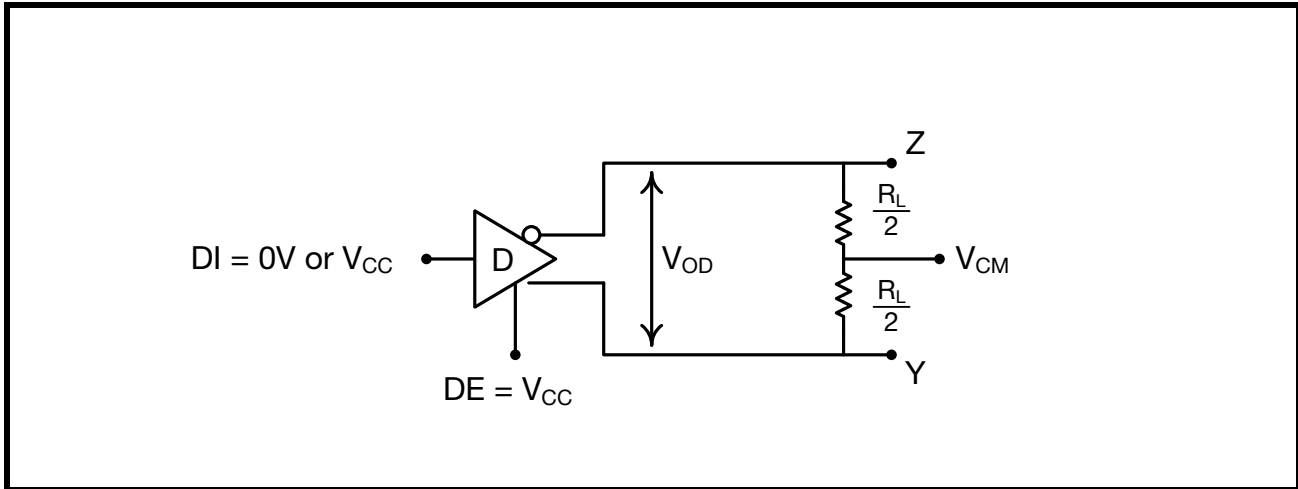 Z
R_L
2
DI = 0V or V_CC
D
V_OD
V_CM
R_L
2
Y
DE = V_CC